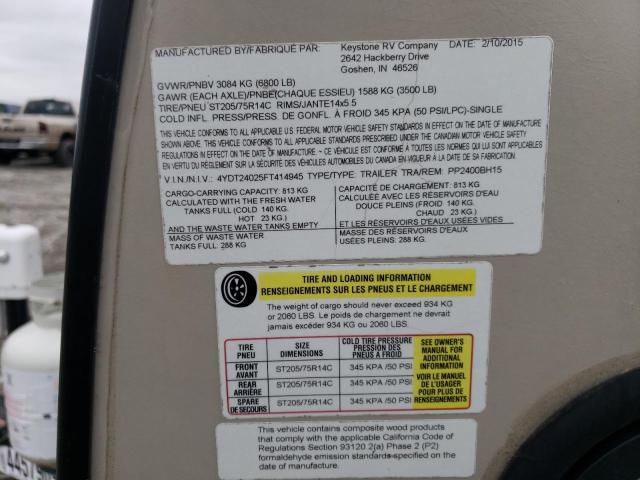 MANUFACTURED BY/FABRIQUÉ PAR: Keystone RV Company DATE: 2/10/2015
2642 Hackberry Drive
Goshen, IN 46526
GVWR/PNBV 3084 KG (6800 LB)
GAWR (EACH AXLE)/PNBE(CHAQUE ESSIEU) 1588 KG (3500 LB)
TIRE/PNEU ST205/75R14C RIMS/JANTE14x5.5
COLD INFL. PRESS/PRESS. DE GONFL. À FROID 345 KPA (50 PSI/LPC)-SINGLE
THIS VEHICLE CONFORMS TO ALL APPLICABLE U.S. FEDERAL MOTOR VEHICLE SAFETY STANDARDS IN EFFECT ON THE DATE OF MANUFACTURE
SHOWN ABOVE. THIS VEHICLE CONFORMS TO ALL APPLICABLE STANDARDS PRESCRIBED UNDER THE CANADIAN MOTOR VEHICLE SAFETY
REGULATIONS IN EFFECT ON THE DATE OF MANUFACTURE. CE VÉHICULE EST CONFORME À TOUTES LES NORMES QUI LUI SONT APPLICABLES
EN VERTU DU RÈGLEMENT SUR LA SÉCURITÉ DES VÉHICULES AUTOMOBILES DU CANADA EN VIGUEUR À LA DATE DE SA FABRICATION
V.I.N./N.I.V.: 4YDT24025FT414945 TYPE/TYPE: TRAILER TRA/REM: PP2400BH15
CARGO-CARRYING CAPACITY: 813 KG
CALCULATED WITH THE FRESH WATER
TANKS FULL (COLD 140 KG.
HOT 23 KG.)
AND THE WASTE WATER TANKS EMPTY
MASS OF WASTE WATER
TANKS FULL: 288 KG
CAPACITÉ DE CHARGEMENT: 813 KG
CALCULÉE AVEC LES RÉSERVOIRS D'EAU
DOUCE PLEINS (FROID: 140 KG
CHAUD 23 KG.)
ET LES RÉSERVOIRS D'EAUX USÉES VIDES
MASSE DES RÉSERVOIRS D'EAU
USÉES PLEINS: 288 KG.
TIRE AND LOADING INFORMATION
RENSEIGNEMENTS SUR LES PNEUS ET LE CHARGEMENT
The weight of cargo should never exceed 934 KG
or 2060 LBS. Le poids de chargement ne devrait
jamais excéder 934 KG ou 2060 LBS.
TIRE PNEU SIZE DIMENSIONS COLD TIRE PRESSURE PRESSION DES PNEUS A FROID
FRONT AVANT ST205/75R14C 345 KPA /50 PSI
REAR ARRIÈRE ST205/75R14C 345 KPA /50 PSI
SPARE DE SECOURS ST205/75R14C 345 KPA /50 PSI
SEE OWNER'S
MANUAL FOR
ADDITIONAL
INFORMATION
VOIR LE MANUEL
DE L'USAGER
POUR PLUS DE
RENSEIGNEMENTS
This vehicle contains composite wood products
that comply with the applicable California Code of
Regulations Section 93120.2(a) Phase 2 (P2)
formaldehyde emission standards on the vehicle
date of manufacture.